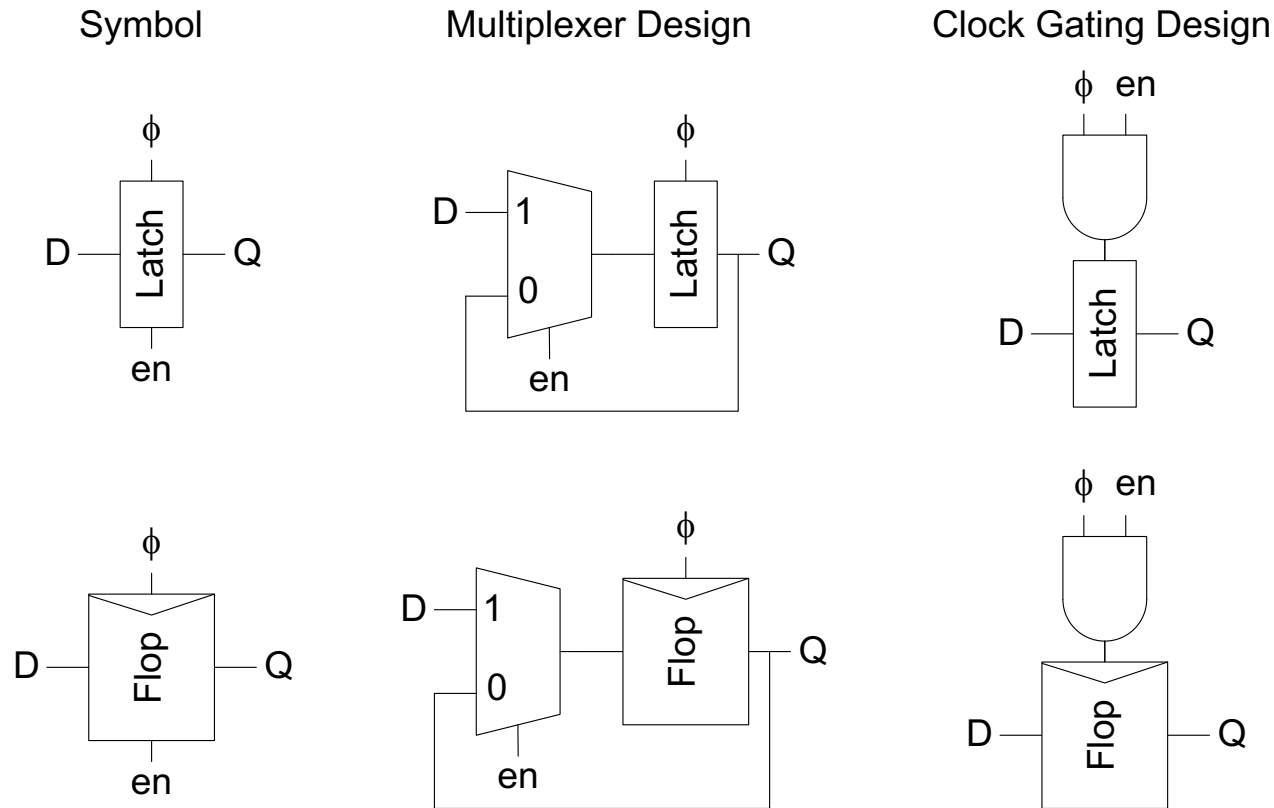 Symbol Multiplexer Design Clock Gating Design
ϕ en
ϕ ϕ
D Latch Q D 1 0 Latch Q
en en
D Latch Q
ϕ en
ϕ ϕ
D Flop Q D 1 0 Flop Q
en en
D Flop Q